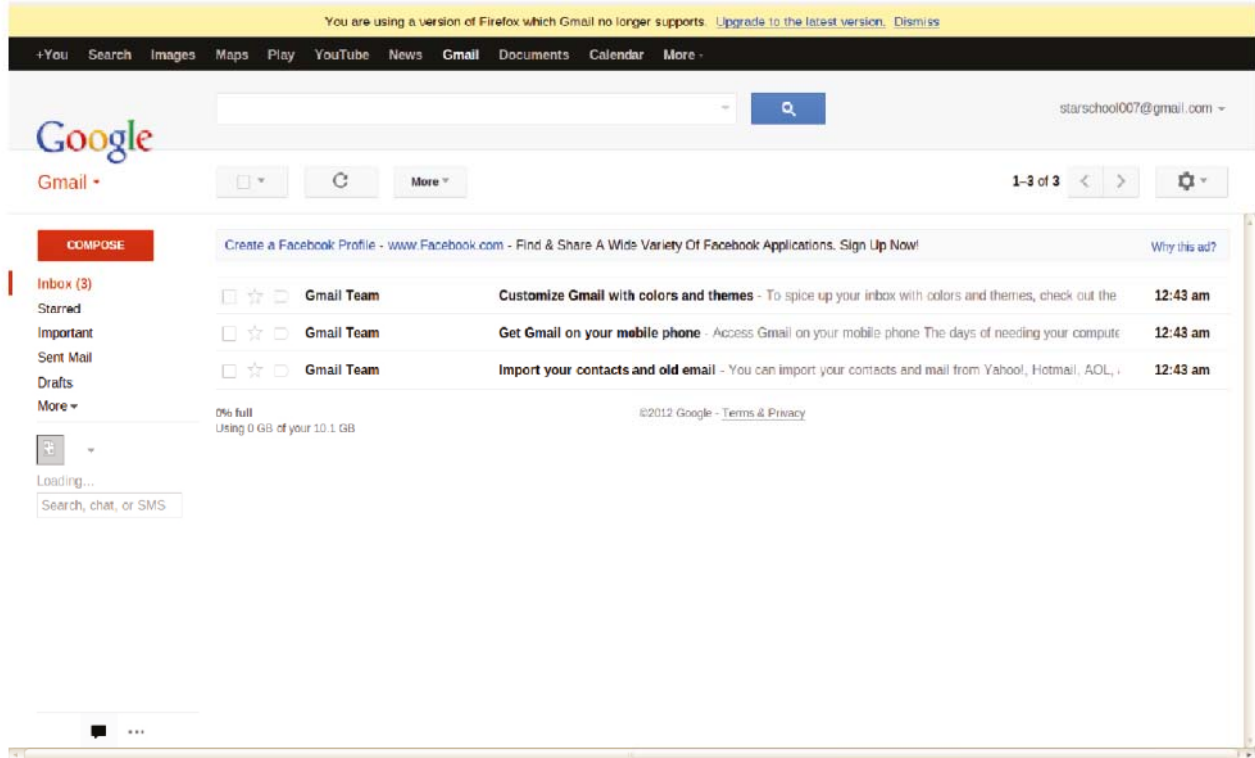 You are using a version of Firefox which Gmail no longer supports. Upgrade to the latest version. Dismiss
+You Search Images Maps Play YouTube News Gmail Documents Calendar More
starschool007@gmail.com
Google
Gmail
More
1–3 of 3
COMPOSE
Create a Facebook Profile - www.Facebook.com - Find & Share A Wide Variety Of Facebook Applications. Sign Up Now!
Why this ad?
Inbox (3)
Starred
Important
Sent Mail
Drafts
More
Gmail Team Customize Gmail with colors and themes - To spice up your inbox with colors and themes, check out the 12:43 am
Gmail Team Get Gmail on your mobile phone - Access Gmail on your mobile phone The days of needing your compute 12:43 am
Gmail Team Import your contacts and old email - You can import your contacts and mail from Yahoo!, Hotmail, AOL, 12:43 am
0% full
Using 0 GB of your 10.1 GB
©2012 Google - Terms & Privacy
Loading...
Search, chat, or SMS